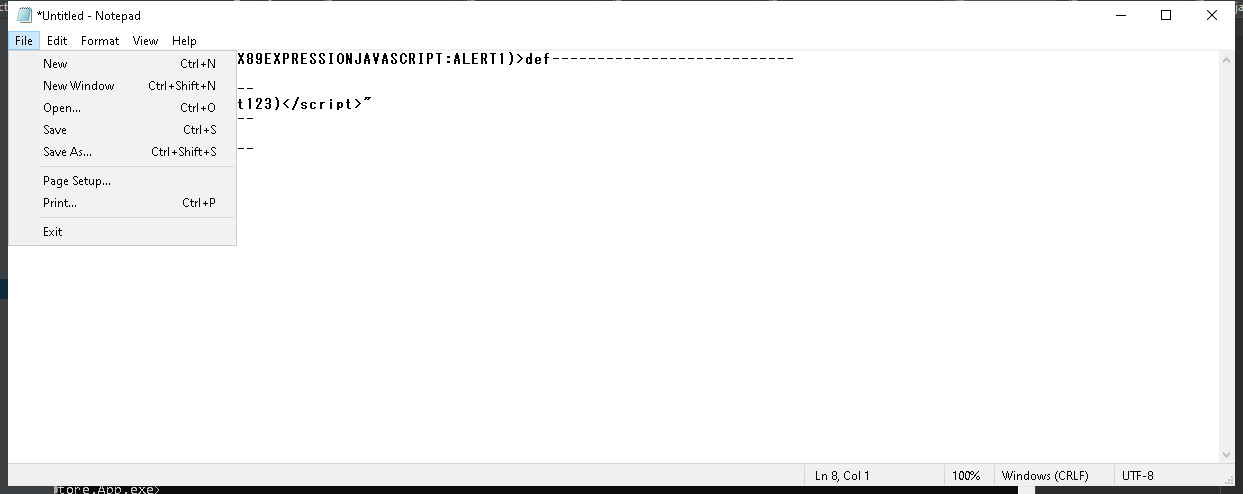 *Untitled - Notepad
File Edit Format View Help
X89EXPRESSIONJAVASCRIPT:ALERT1)>def---------------------------
New Ctrl+N
New Window Ctrl+Shift+N
--
Open... Ctrl+O
t123)</script>"
Save Ctrl+S
--
Save As... Ctrl+Shift+S
--
Page Setup...
Print... Ctrl+P
Exit
Ln 8, Col 1 100% Windows (CRLF) UTF-8
tore.App.exe>